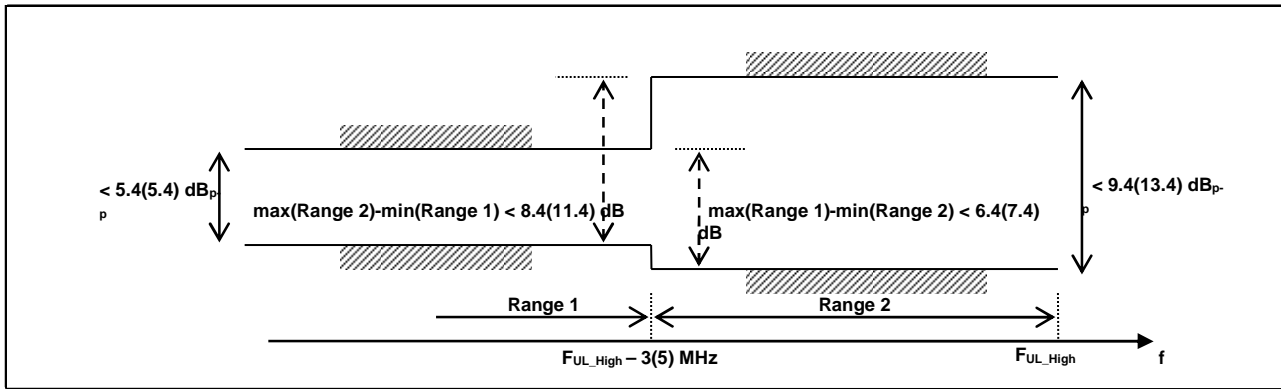 < 5.4(5.4) dBp-
p
max(Range 2)-min(Range 1) < 8.4(11.4) dB
max(Range 1)-min(Range 2) < 6.4(7.4)
dB
< 9.4(13.4) dBp-
p
Range 1
Range 2
FUL_High – 3(5) MHz
FUL_High
f